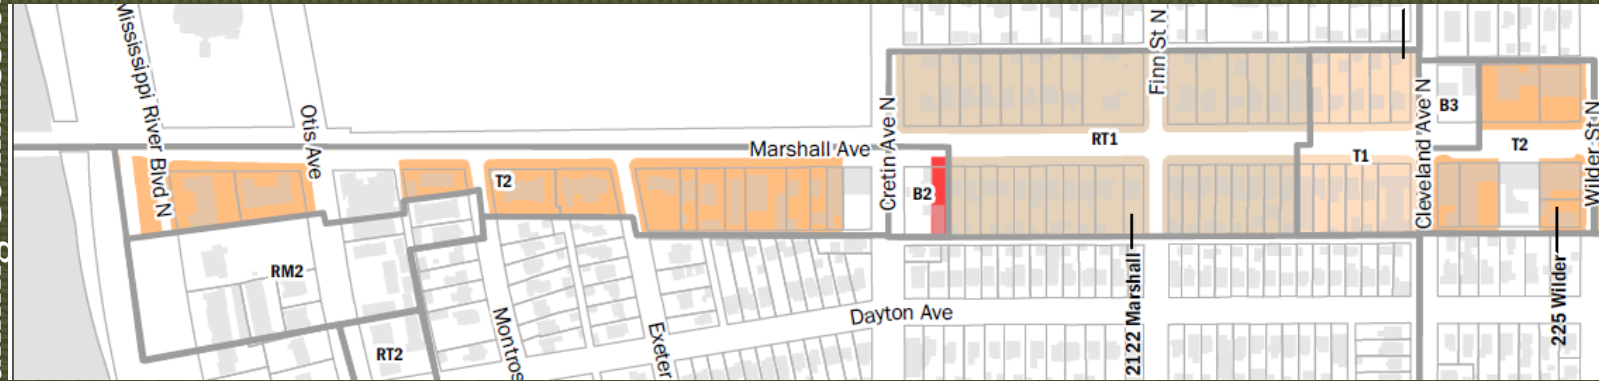 Mississippi River Blvd N
Otis Ave
Marshall Ave
Cretin Ave N
Finn St N
Cleveland Ave N
Wilder St N
T2
B2
RT1
T1
B3
T2
RM2
RT2
Montros
Exeter
Dayton Ave
2122 Marshall
225 Wilder